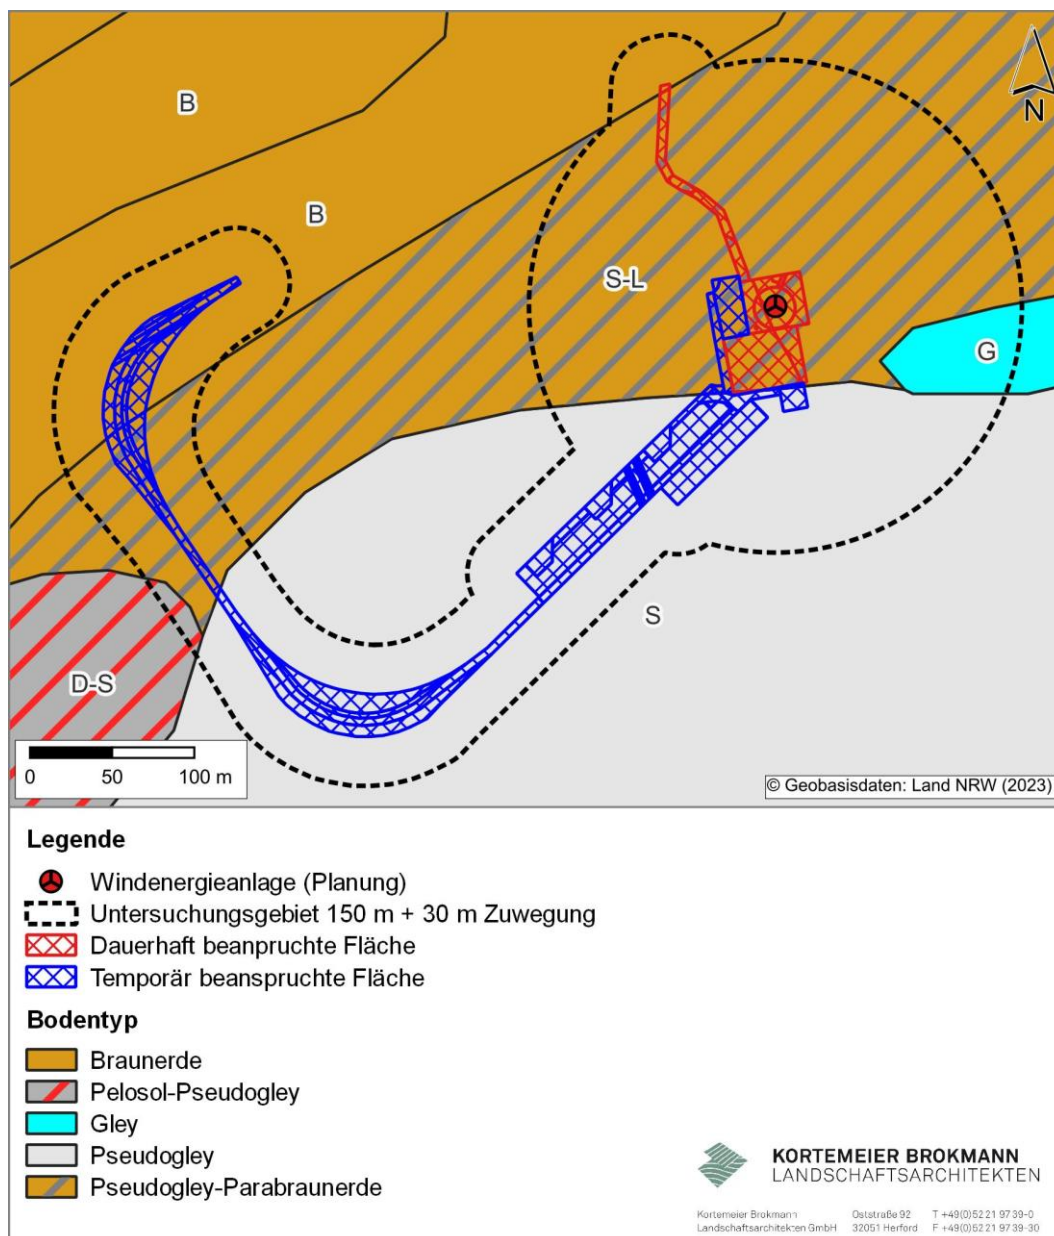 B
N
B
S-L
G
S
D-S
0 50 100 m
© Geobasisdaten: Land NRW (2023)
Legende
Windenergieanlage (Planung)
Untersuchungsgebiet 150 m + 30 m Zuwegung
Dauerhaft beanpruchte Fläche
Temporär beanspruchte Fläche
Bodentyp
Braunerde
Pelosol-Pseudogley
Gley
Pseudogley
Pseudogley-Parabraunerde
KORTEMEIER BROKMANN
LANDSCHAFTSARCHITEKTEN
Kortemeier Brokmann Oststraße 92 T +49(0)5221 9739-0
Landschaftsarchitekten GmbH 32051 Herford F +49(0)5221 9739-30